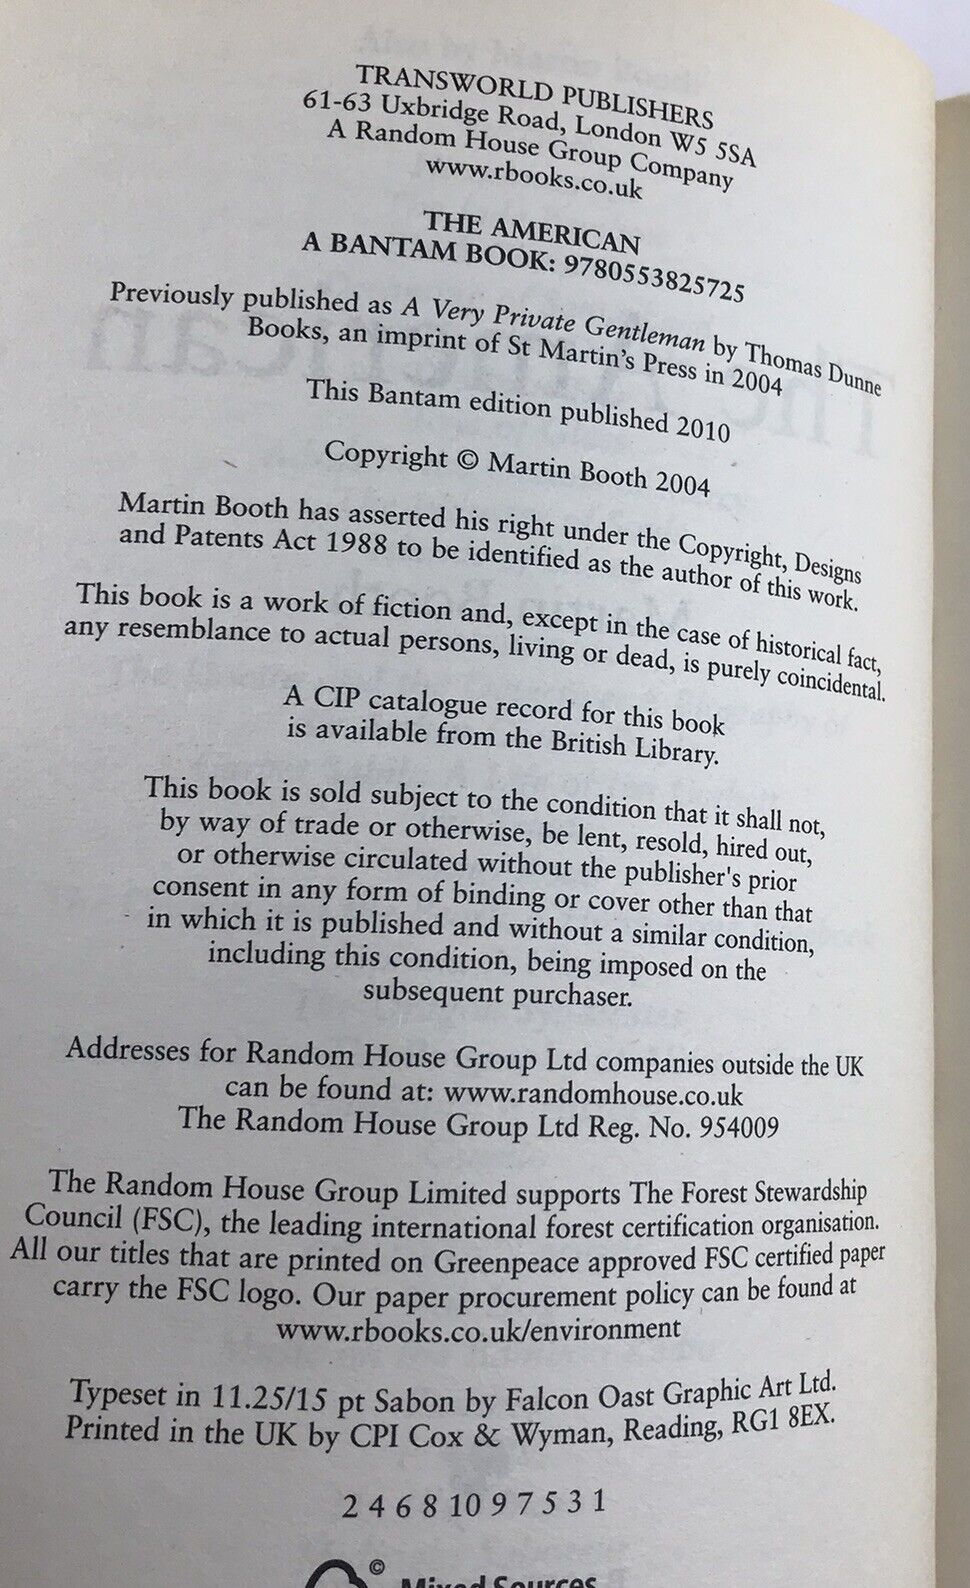 TRANSWORLD PUBLISHERS
61-63 Uxbridge Road, London W5 5SA
A Random House Group Company
www.rbooks.co.uk
THE AMERICAN
A BANTAM BOOK: 9780553825725
Previously published as A Very Private Gentleman by Thomas Dunne
Books, an imprint of St Martin's Press in 2004
This Bantam edition published 2010
Copyright © Martin Booth 2004
Martin Booth has asserted his right under the Copyright, Designs
and Patents Act 1988 to be identified as the author of this work.
This book is a work of fiction and, except in the case of historical fact,
any resemblance to actual persons, living or dead, is purely coincidental.
A CIP catalogue record for this book
is available from the British Library.
This book is sold subject to the condition that it shall not,
by way of trade or otherwise, be lent, resold, hired out,
or otherwise circulated without the publisher's prior
consent in any form of binding or cover other than that
in which it is published and without a similar condition,
including this condition, being imposed on the
subsequent purchaser.
Addresses for Random House Group Ltd companies outside the UK
can be found at: www.randomhouse.co.uk
The Random House Group Ltd Reg. No. 954009
The Random House Group Limited supports The Forest Stewardship
Council (FSC), the leading international forest certification organisation.
All our titles that are printed on Greenpeace approved FSC certified paper
carry the FSC logo. Our paper procurement policy can be found at
www.rbooks.co.uk/environment
Typeset in 11.25/15 pt Sabon by Falcon Oast Graphic Art Ltd.
Printed in the UK by CPI Cox & Wyman, Reading, RG1 8EX.
2 4 6 8 10 9 7 5 3 1
© Mixed Sources